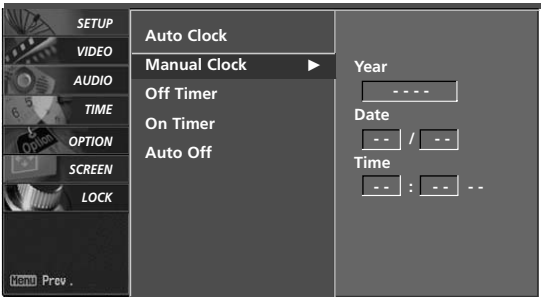 SETUP
VIDEO
AUDIO
TIME
OPTION
SCREEN
LOCK
Menu Prev.
Auto Clock
Manual Clock ►
Off Timer
On Timer
Auto Off
Year
- - - -
Date
- - / - -
Time
- - : - - - -
Option